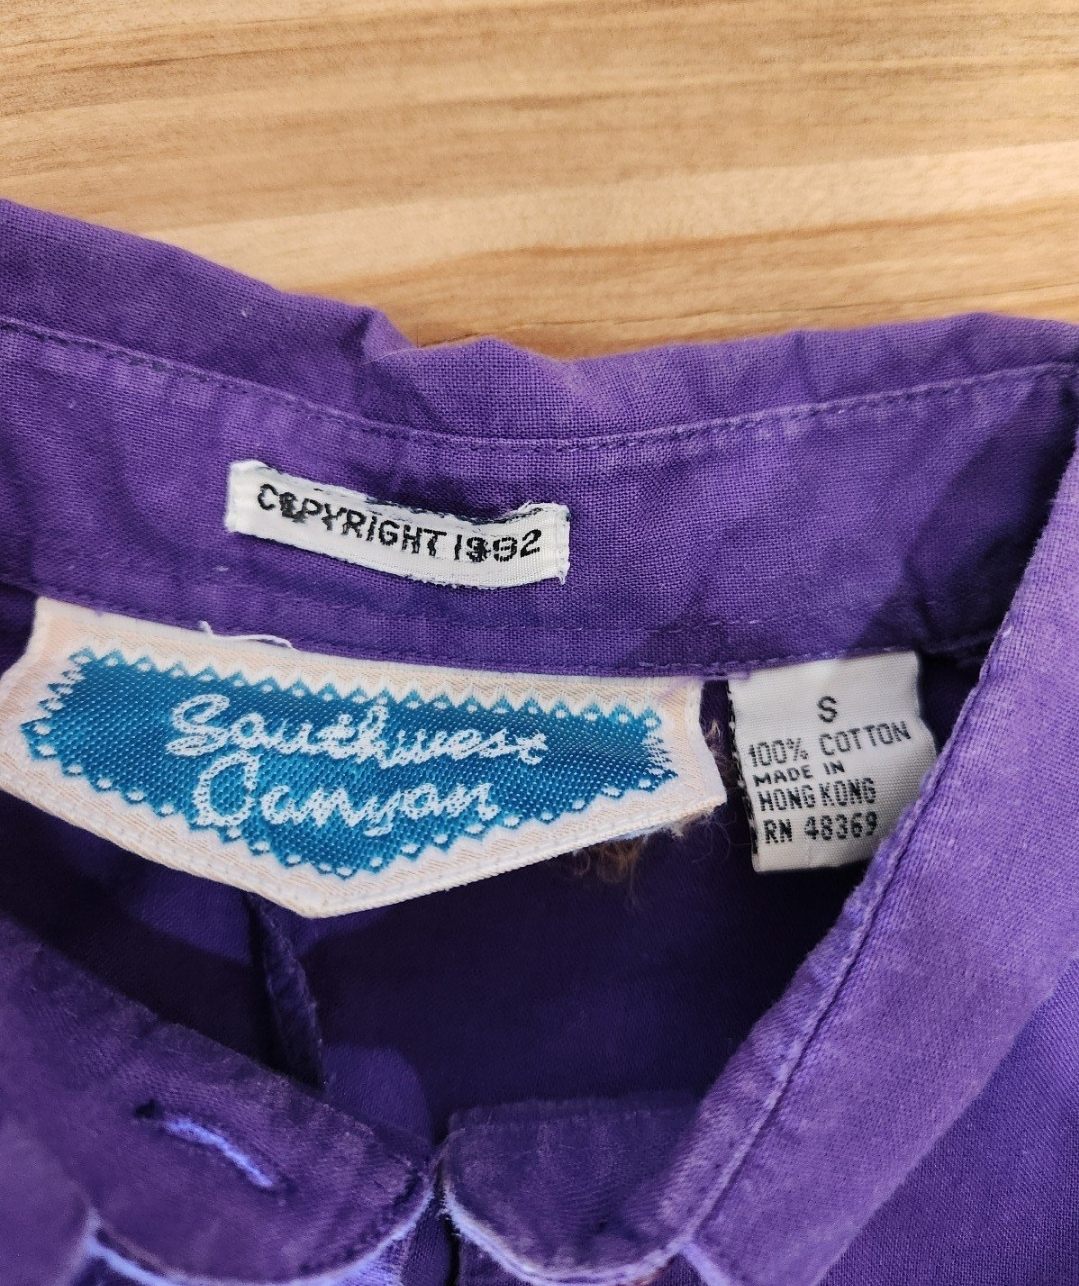 COPYRIGHT 1992
Southwest
Canyon
S
100% COTTON
MADE IN
HONG KONG
RN 48369